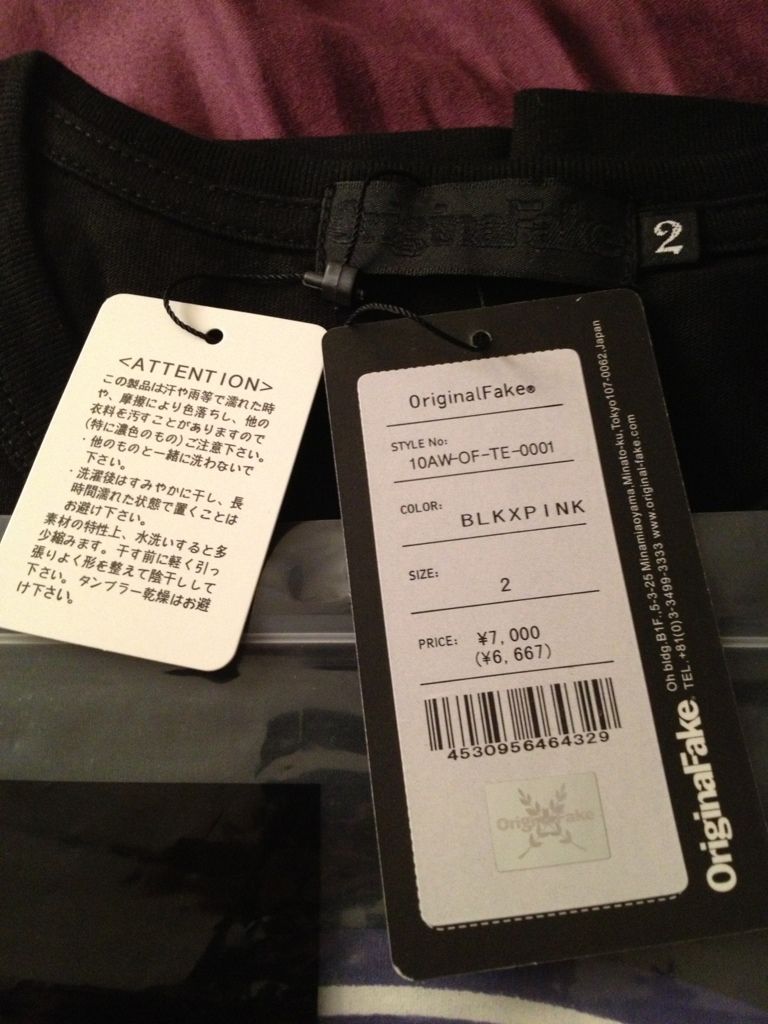 OriginalFake
2
<ATTENTION>
この製品は汗や雨等で濡れた時
や、摩擦により色落ちし、他の
衣料を汚すことがありますので
(特に濃色のもの)ご注意下さい。
・他のものと一緒に洗わないで
下さい。
・洗濯後はすみやかに干し、長
時間濡れた状態で置くことは
お避け下さい。
素材の特性上、水洗いすると多
少縮みます。干す前に軽く引っ
張りよく形を整えて陰干しして
下さい。タンブラー乾燥はお避
け下さい。
OriginalFake®
STYLE No:
10AW-OF-TE-0001
COLOR:
BLKXPINK
SIZE:
2
PRICE: ¥7,000
(¥6,667)
4530956464329
OriginalFake
OriginalFake®
Oh bldg.B1F.,5-3-25 Minamiaoyama,Minato-ku,Tokyo107-0062,Japan
TEL.+81(0)3-3499-3333 www.original-fake.com